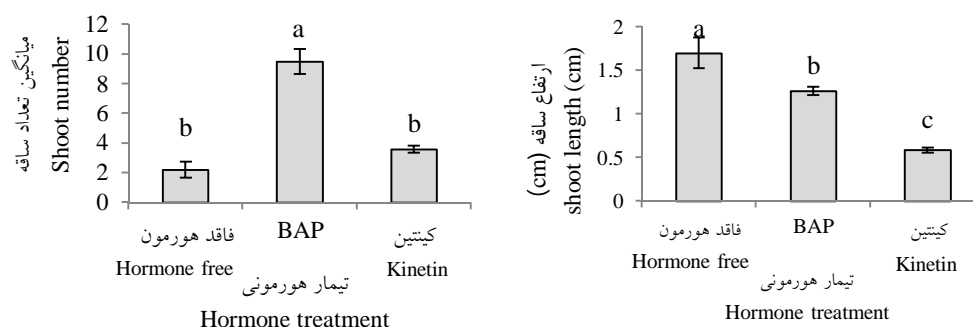 میانگین تعداد ساقه
Shoot number
12
10
8
6
4
2
0
b
a
b
فاقد هورمون
BAP
کینتین
Hormone free
Kinetin
تیمار هورمونی
Hormone treatment
ارتفاع ساقه (cm)
shoot length (cm)
2
1.5
1
0.5
0
a
b
c
فاقد هورمون
BAP
کینتین
Hormone free
Kinetin
تیمار هورمونی
Hormone treatment